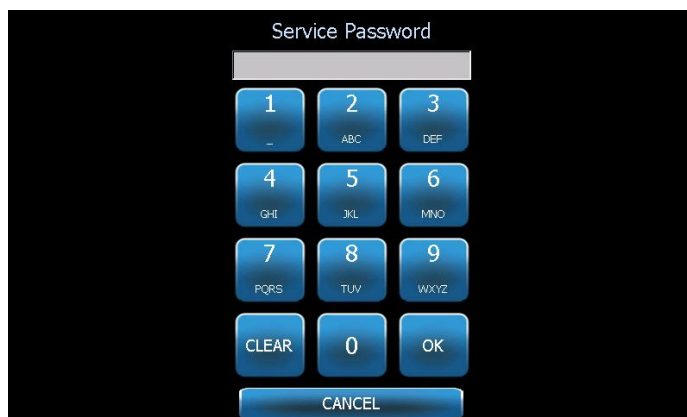 Service Password
1 2 3
_ ABC DEF
4 5 6
GHI JKL MNO
7 8 9
PQRS TUV WXYZ
CLEAR 0 OK
CANCEL